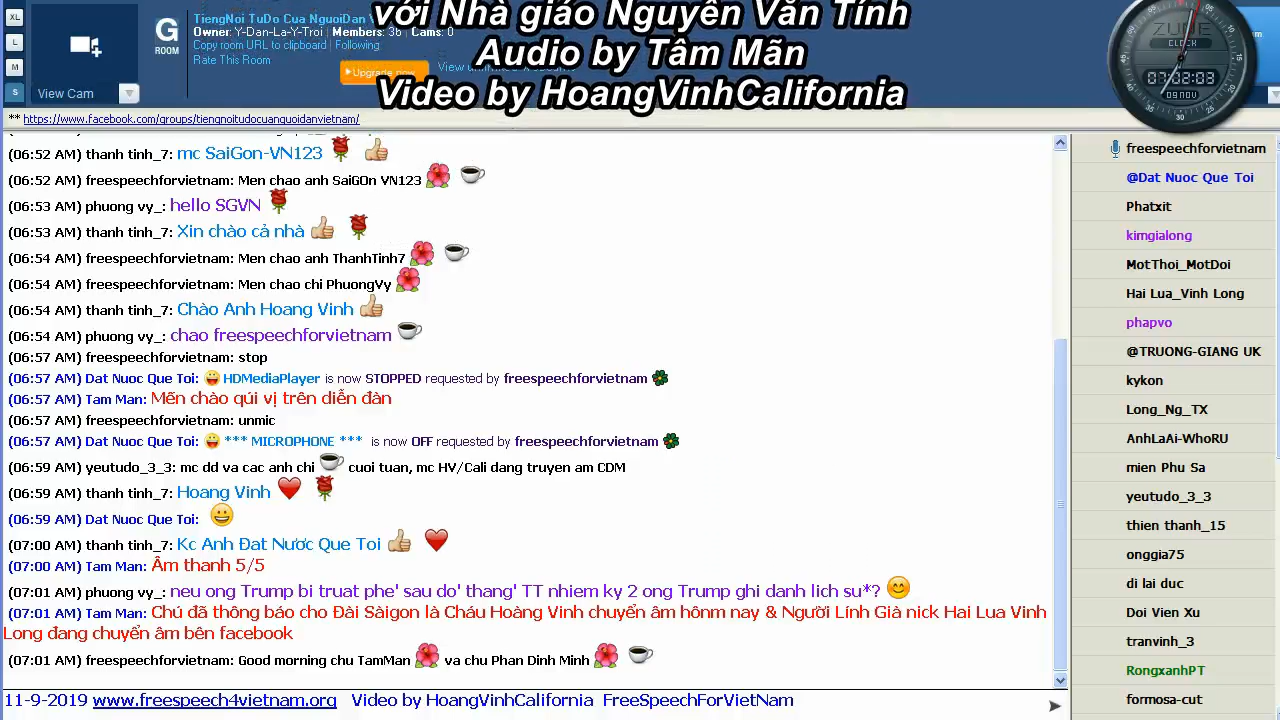 XL
L
M
S
View Cam
G
ROOM
TiengNoi TuDo Cua NguoiDan V
Owner: Y-Dan-La-Y-Troi | Members: 36 | Cams: 0
Copy room URL to clipboard | Following
Rate This Room
Upgrade now
với Nhà giáo Nguyễn Văn Tính
Audio by Tâm Mãn
Video by HoangVinhCalifornia
CLOCK
07:02:03
09 NOV
** https://www.facebook.com/groups/tiengnoitudocuanguoidanvietnam/
(06:52 AM) thanh tinh_7: mc SaiGon-VN123
(06:52 AM) freespeechforvietnam: Men chao anh SaiGOn VN123
(06:53 AM) phuong vy_: hello SGVN
(06:53 AM) thanh tinh_7: Xin chào cả nhà
(06:54 AM) freespeechforvietnam: Men chao anh ThanhTinh7
(06:54 AM) freespeechforvietnam: Men chao chi PhuongVy
(06:54 AM) thanh tinh_7: Chào Anh Hoang Vinh
(06:54 AM) phuong vy_: chao freespeechforvietnam
(06:57 AM) freespeechforvietnam: stop
(06:57 AM) Dat Nuoc Que Toi: HDMediaPlayer is now STOPPED requested by freespeechforvietnam
(06:57 AM) Tam Man: Mến chào qúi vị trên diễn đàn
(06:57 AM) freespeechforvietnam: unmic
(06:57 AM) Dat Nuoc Que Toi: *** MICROPHONE *** is now OFF requested by freespeechforvietnam
(06:59 AM) yeutudo_3_3: mc dd va cac anh chi cuoi tuan, mc HV/Cali dang truyen am CDM
(06:59 AM) thanh tinh_7: Hoang Vinh
(06:59 AM) Dat Nuoc Que Toi:
(07:00 AM) thanh tinh_7: Kc Anh Đat Nươc Que Toi
(07:00 AM) Tam Man: Âm thanh 5/5
(07:01 AM) phuong vy_: neu ong Trump bi truat phe' sau do' thang' TT nhiem ky 2 ong Trump ghi danh lich su*?
(07:01 AM) Tam Man: Chú đã thông báo cho Đài Sàigon là Cháu Hoàng Vinh chuyển âm hônm nay & Người Lính Già nick Hai Lua Vinh
Long đang chuyển âm bên facebook
(07:01 AM) freespeechforvietnam: Good morning chu TamMan va chu Phan Dinh Minh
11-9-2019 www.freespeech4vietnam.org Video by HoangVinhCalifornia FreeSpeechForVietNam
freespeechforvietnam
@Dat Nuoc Que Toi
Phatxit
kimgialong
MotThoi_MotDoi
Hai Lua_Vinh Long
phapvo
@TRUONG-GIANG UK
kykon
Long_Ng_TX
AnhLaAi-WhoRU
mien Phu Sa
yeutudo_3_3
thien thanh_15
onggia75
di lai duc
Doi Vien Xu
tranvinh_3
RongxanhPT
formosa-cut